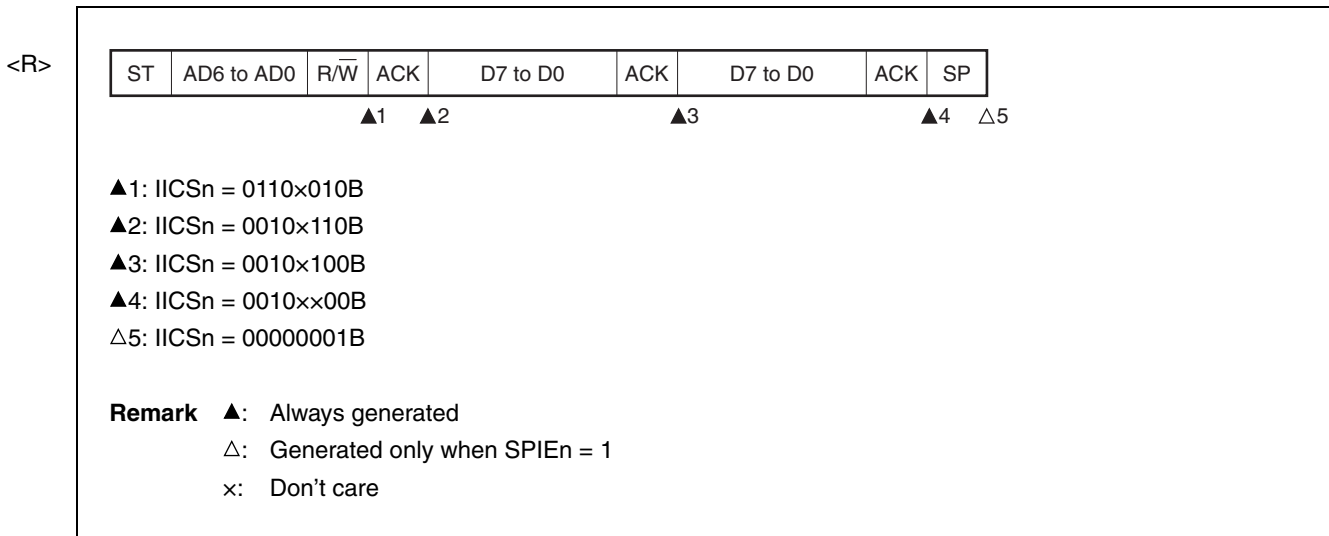 <R>
ST AD6 to AD0 R/W̅ ACK D7 to D0 ACK D7 to D0 ACK SP
▲1 ▲2 ▲3 ▲4 △5
▲1: IICSn = 0110×010B
▲2: IICSn = 0010×110B
▲3: IICSn = 0010×100B
▲4: IICSn = 0010××00B
△5: IICSn = 00000001B
Remark ▲: Always generated
△: Generated only when SPIEn = 1
×: Don't care